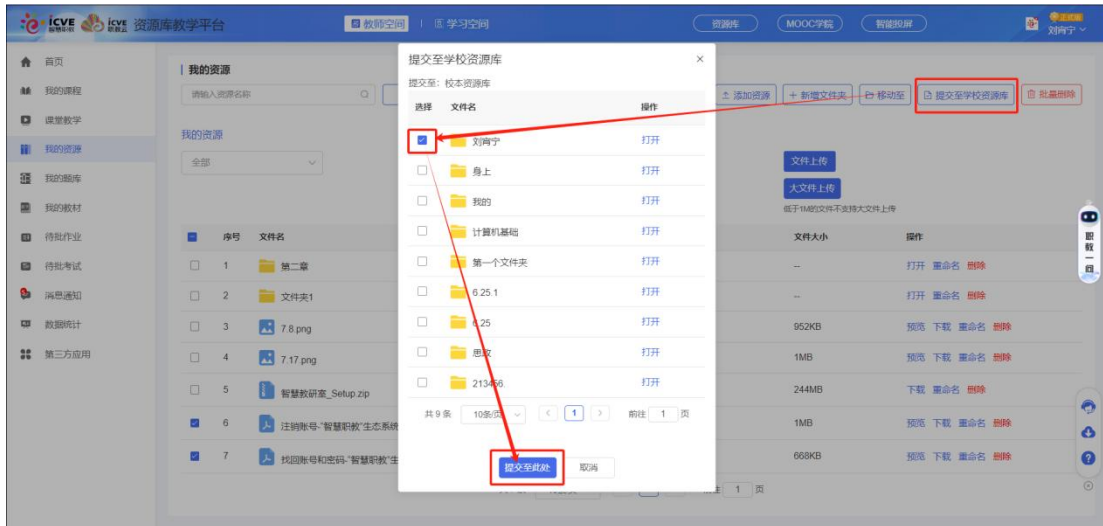 icve 智慧职教 icve 职教云 资源库教学平台 教师空间 学习空间 资源库 MOOC学院 智能投屏 正式版 刘宵宁
首页
我的课程
课堂教学
我的资源
我的题库
我的教材
待批作业
待批考试
消息通知
数据统计
第三方应用
我的资源
请输入资源名称
添加资源 + 新增文件夹 移动至 提交至学校资源库 批量删除
我的资源
全部
文件上传
大文件上传
低于1M的文件不支持大文件上传
序号 文件名 文件大小 操作
1 第二章 -- 打开 重命名 删除
2 文件夹1 -- 打开 重命名 删除
3 7.8.png 952KB 预览 下载 重命名 删除
4 7.17.png 1MB 预览 下载 重命名 删除
5 智慧教研室_Setup.zip 244MB 下载 重命名 删除
6 注销账号-“智慧职教”生态系统 1MB 预览 下载 重命名 删除
7 找回账号和密码-“智慧职教”生 668KB 预览 下载 重命名 删除
1 页
提交至学校资源库 ×
提交至：校本资源库
选择 文件名 操作
刘宵宁 打开
身上 打开
我的 打开
计算机基础 打开
第一个文件夹 打开
6.25.1 打开
6.25 打开
思政 打开
213456. 打开
共 9 条 10条/页 < 1 > 前往 1 页
提交至此处 取消
职教一问